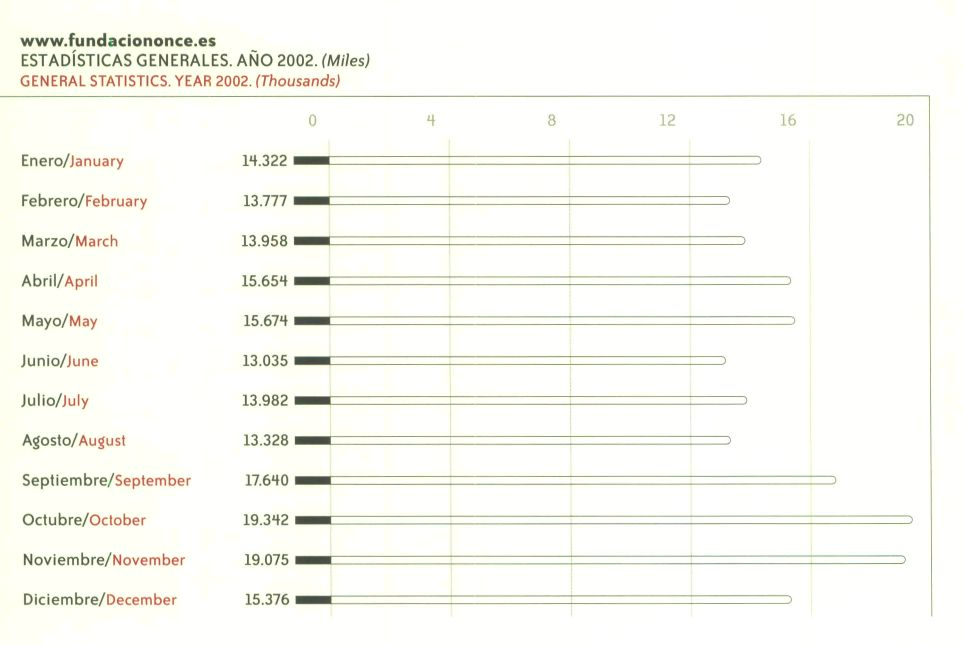 www.fundaciononce.es
ESTADÍSTICAS GENERALES. AÑO 2002. (Miles)
GENERAL STATISTICS. YEAR 2002. (Thousands)
0 4 8 12 16 20
Enero/January 14.322
Febrero/February 13.777
Marzo/March 13.958
Abril/April 15.654
Mayo/May 15.674
Junio/June 13.035
Julio/July 13.982
Agosto/August 13.328
Septiembre/September 17.640
Octubre/October 19.342
Noviembre/November 19.075
Diciembre/December 15.376